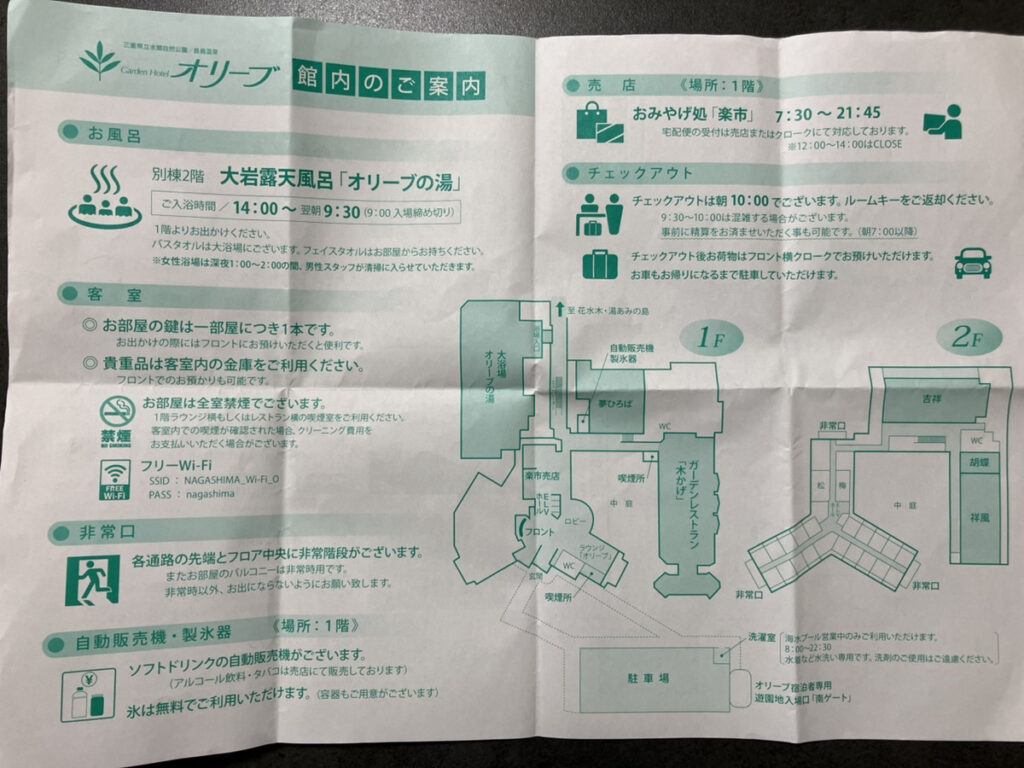 三重県立水郷自然公園/長島温泉
Garden Hotel オリーブ
館内のご案内
お風呂
別棟2階 大岩露天風呂「オリーブの湯」
ご入浴時間/14:00～翌朝9:30(9:00入場締め切り)
1階よりお出かけください。
バスタオルは大浴場にございます。フェイスタオルはお部屋からお持ちください。
※女性浴場は深夜1:00～2:00の間、男性スタッフが清掃に入らせていただきます。
客室
◎お部屋の鍵は一部屋につき1本です。
お出かけの際にはフロントにお預けいただくと便利です。
◎貴重品は客室内の金庫をご利用ください。
フロントでのお預かりも可能です。
禁煙
NO SMOKING
お部屋は全室禁煙でございます。
1階ラウンジ横もしくはレストラン横の喫煙室をご利用ください。
客室内での喫煙が確認された場合、クリーニング費用を
お支払いいただく場合がございます。
FREE
Wi-Fi
フリーWi-Fi
SSID : NAGASHIMA_Wi-Fi_O
PASS : nagashima
非常口
各通路の先端とフロア中央に非常階段がございます。
またお部屋のバルコニーは非常時用です。
非常時以外、お出にならないようにお願い致します。
自動販売機・製氷器 《場所:1階》
¥
ソフトドリンクの自動販売機がございます。
(アルコール飲料・タバコは売店にて販売しております)
氷は無料でご利用いただけます。(容器もご用意がございます)
売店 《場所:1階》
おみやげ処「楽市」 7:30～21:45
宅配便の受付は売店またはクロークにて対応しております。
※12:00～14:00はCLOSE
チェックアウト
チェックアウトは朝10:00でございます。ルームキーをご返却ください。
9:30～10:00は混雑する場合がございます。
事前に精算をお済ませいただく事も可能です。(朝7:00以降)
チェックアウト後お荷物はフロント横クロークでお預けいただけます。
お車もお帰りになるまで駐車していただけます。
至 花水木・湯あみの島
1F
自動販売機
製氷器
大浴場
オリーブの湯
夢ひろば
WC
喫煙所
ガーデンレストラン
「木かげ」
中庭
楽市売店
ELV
ホール
ロビー
フロント
ラウンジ
「オリーブ」
WC
玄関
喫煙所
洗濯室
海水プール営業中のみご利用いただけます。
8:00～22:30
水着など水洗い専用です。洗剤のご使用はご遠慮ください。
駐車場
オリーブ宿泊者専用
遊園地入場口「南ゲート」
2F
吉祥
非常口
WC
胡蝶
松
梅
中庭
祥風
非常口
非常口